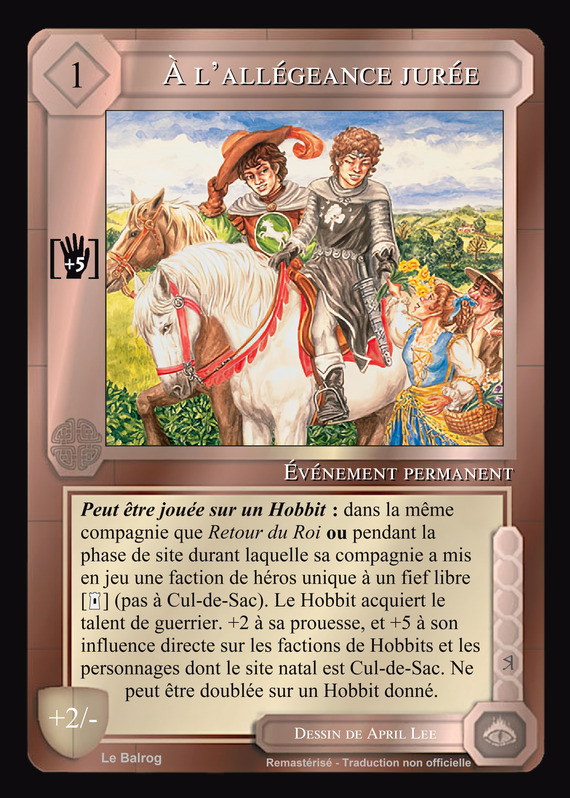 1
À L'ALLÉGEANCE JURÉE
+5
ÉVÉNEMENT PERMANENT
Peut être jouée sur un Hobbit : dans la même
compagnie que Retour du Roi ou pendant la
phase de site durant laquelle sa compagnie a mis
en jeu une faction de héros unique à un fief libre
[] (pas à Cul-de-Sac). Le Hobbit acquiert le
talent de guerrier. +2 à sa prouesse, et +5 à son
influence directe sur les factions de Hobbits et les
personnages dont le site natal est Cul-de-Sac. Ne
peut être doublée sur un Hobbit donné.
+2/-
DESSIN DE APRIL LEE
Le Balrog
Remastérisé - Traduction non officielle